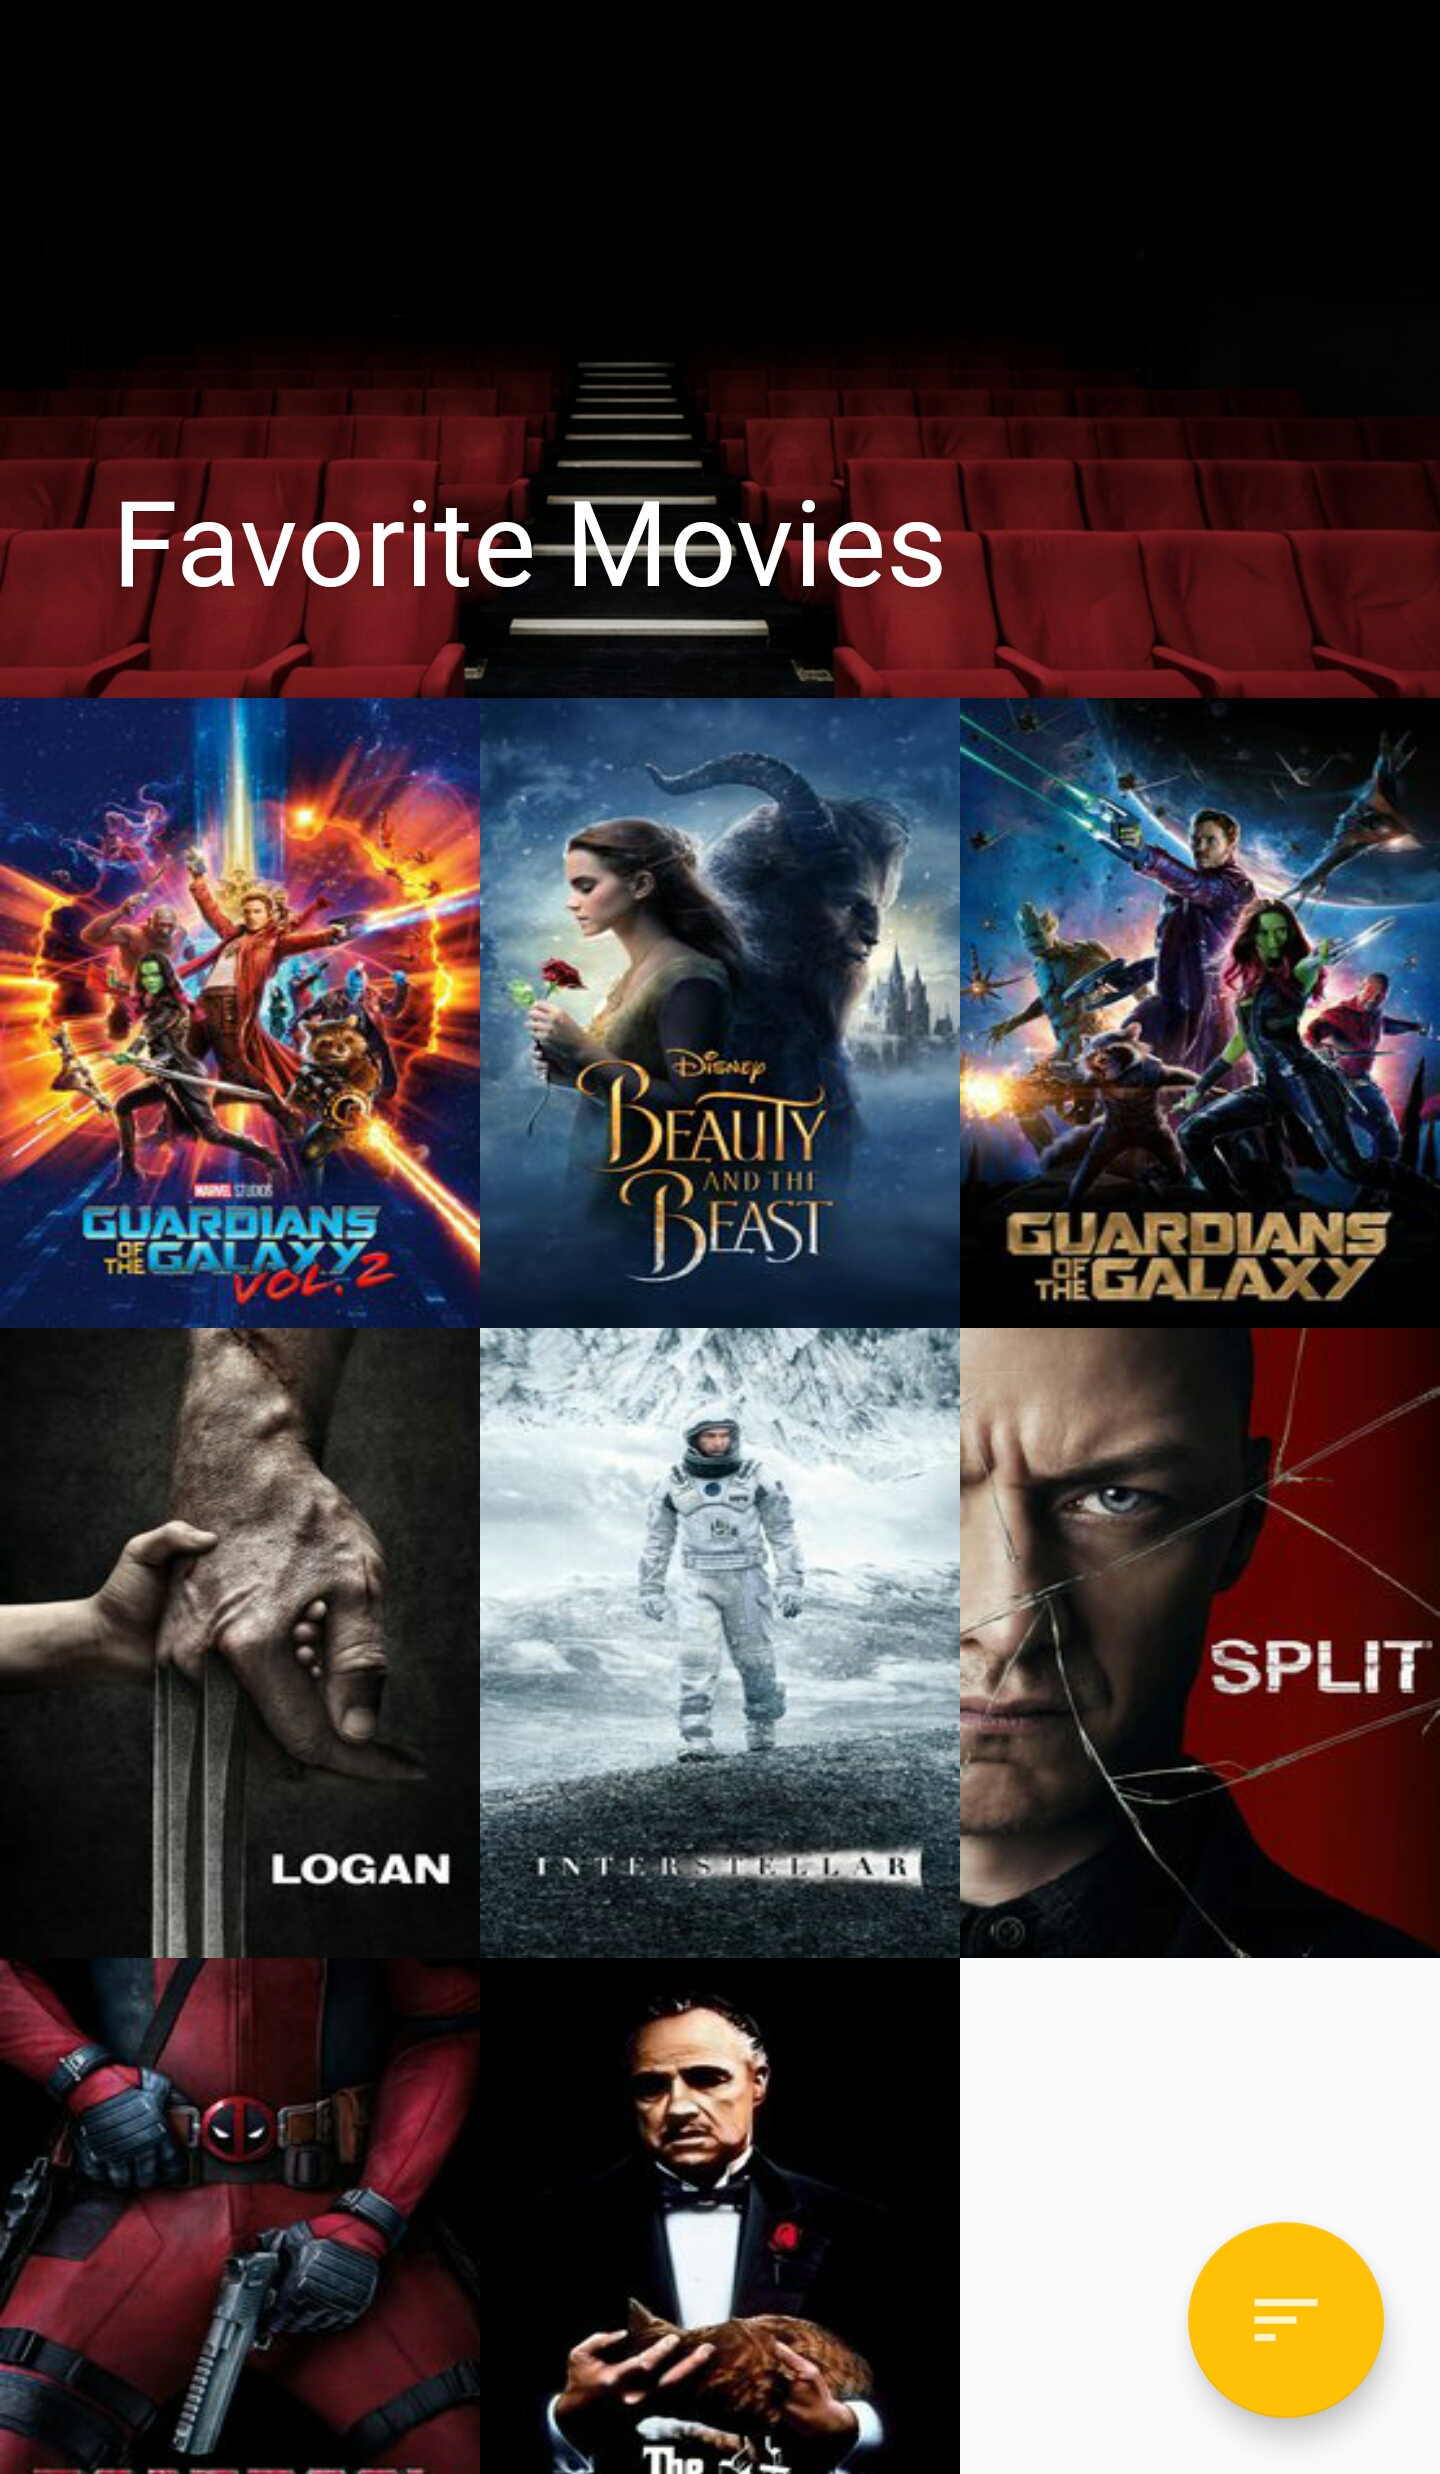 Favorite Movies
MARVEL STUDIOS
GUARDIANS
OF THE GALAXY
VOL. 2
Disney
BEAUTY
AND THE
BEAST
GUARDIANS
OF THE GALAXY
LOGAN
INTERSTELLAR
SPLIT
The